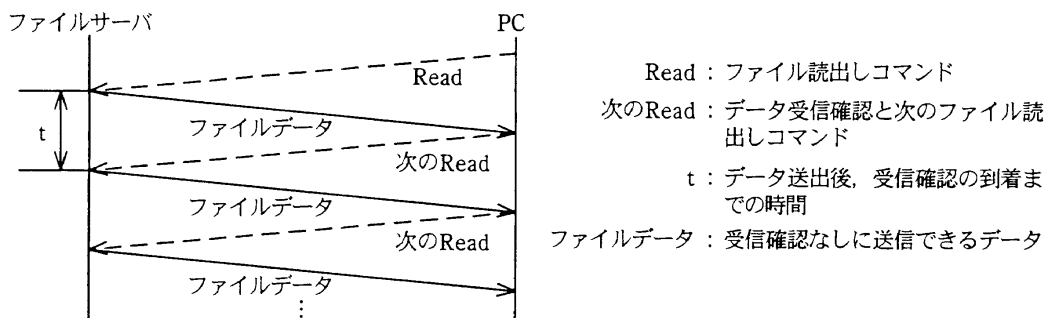 ファイルサーバ
PC
Read
t
ファイルデータ
次のRead
ファイルデータ
次のRead
ファイルデータ
⋮
Read：ファイル読出しコマンド
次のRead：データ受信確認と次のファイル読
出しコマンド
t：データ送出後，受信確認の到着ま
での時間
ファイルデータ：受信確認なしに送信できるデータ